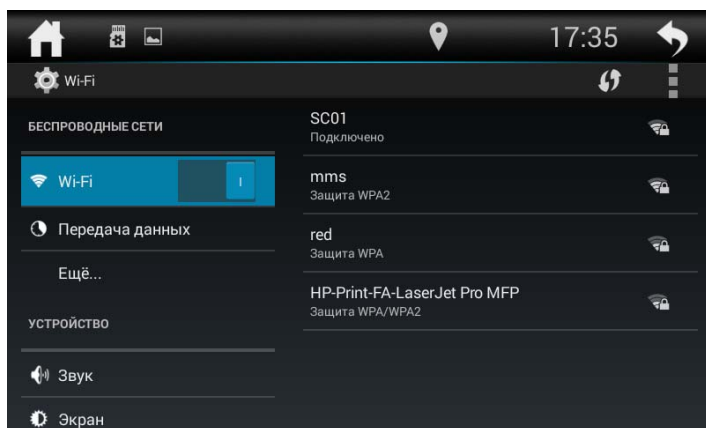 17:35
Wi-Fi
БЕСПРОВОДНЫЕ СЕТИ
Wi-Fi
Передача данных
Ещё...
УСТРОЙСТВО
Звук
Экран
SC01
Подключено
mms
Защита WPA2
red
Защита WPA
HP-Print-FA-LaserJet Pro MFP
Защита WPA/WPA2